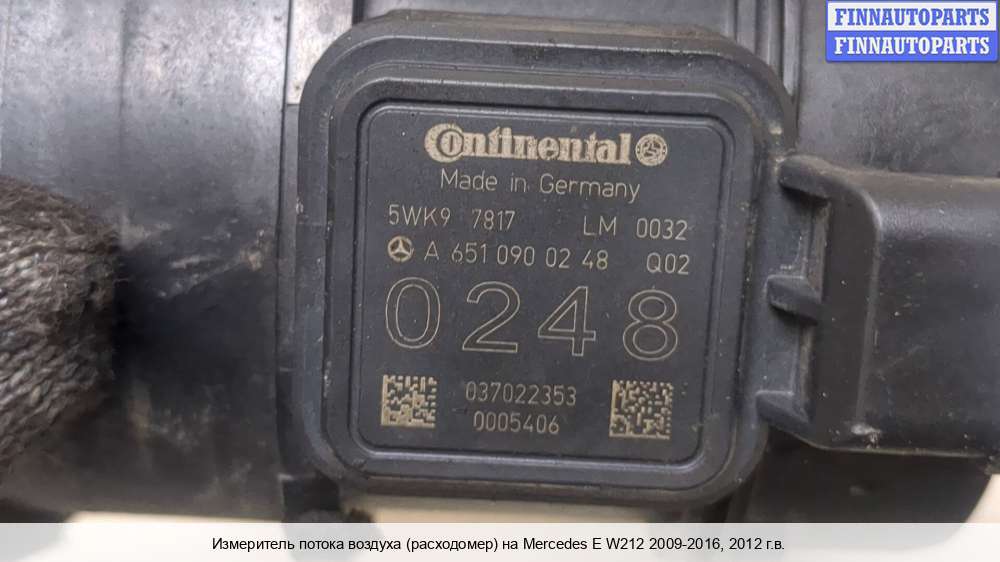 FINNAUTOPARTS
FINNAUTOPARTS
Continental
Made in Germany
5WK9 7817 LM 0032
A 651 090 02 48 Q02
0248
037022353
0005406
Измеритель потока воздуха (расходомер) на Mercedes E W212 2009-2016, 2012 г.в.